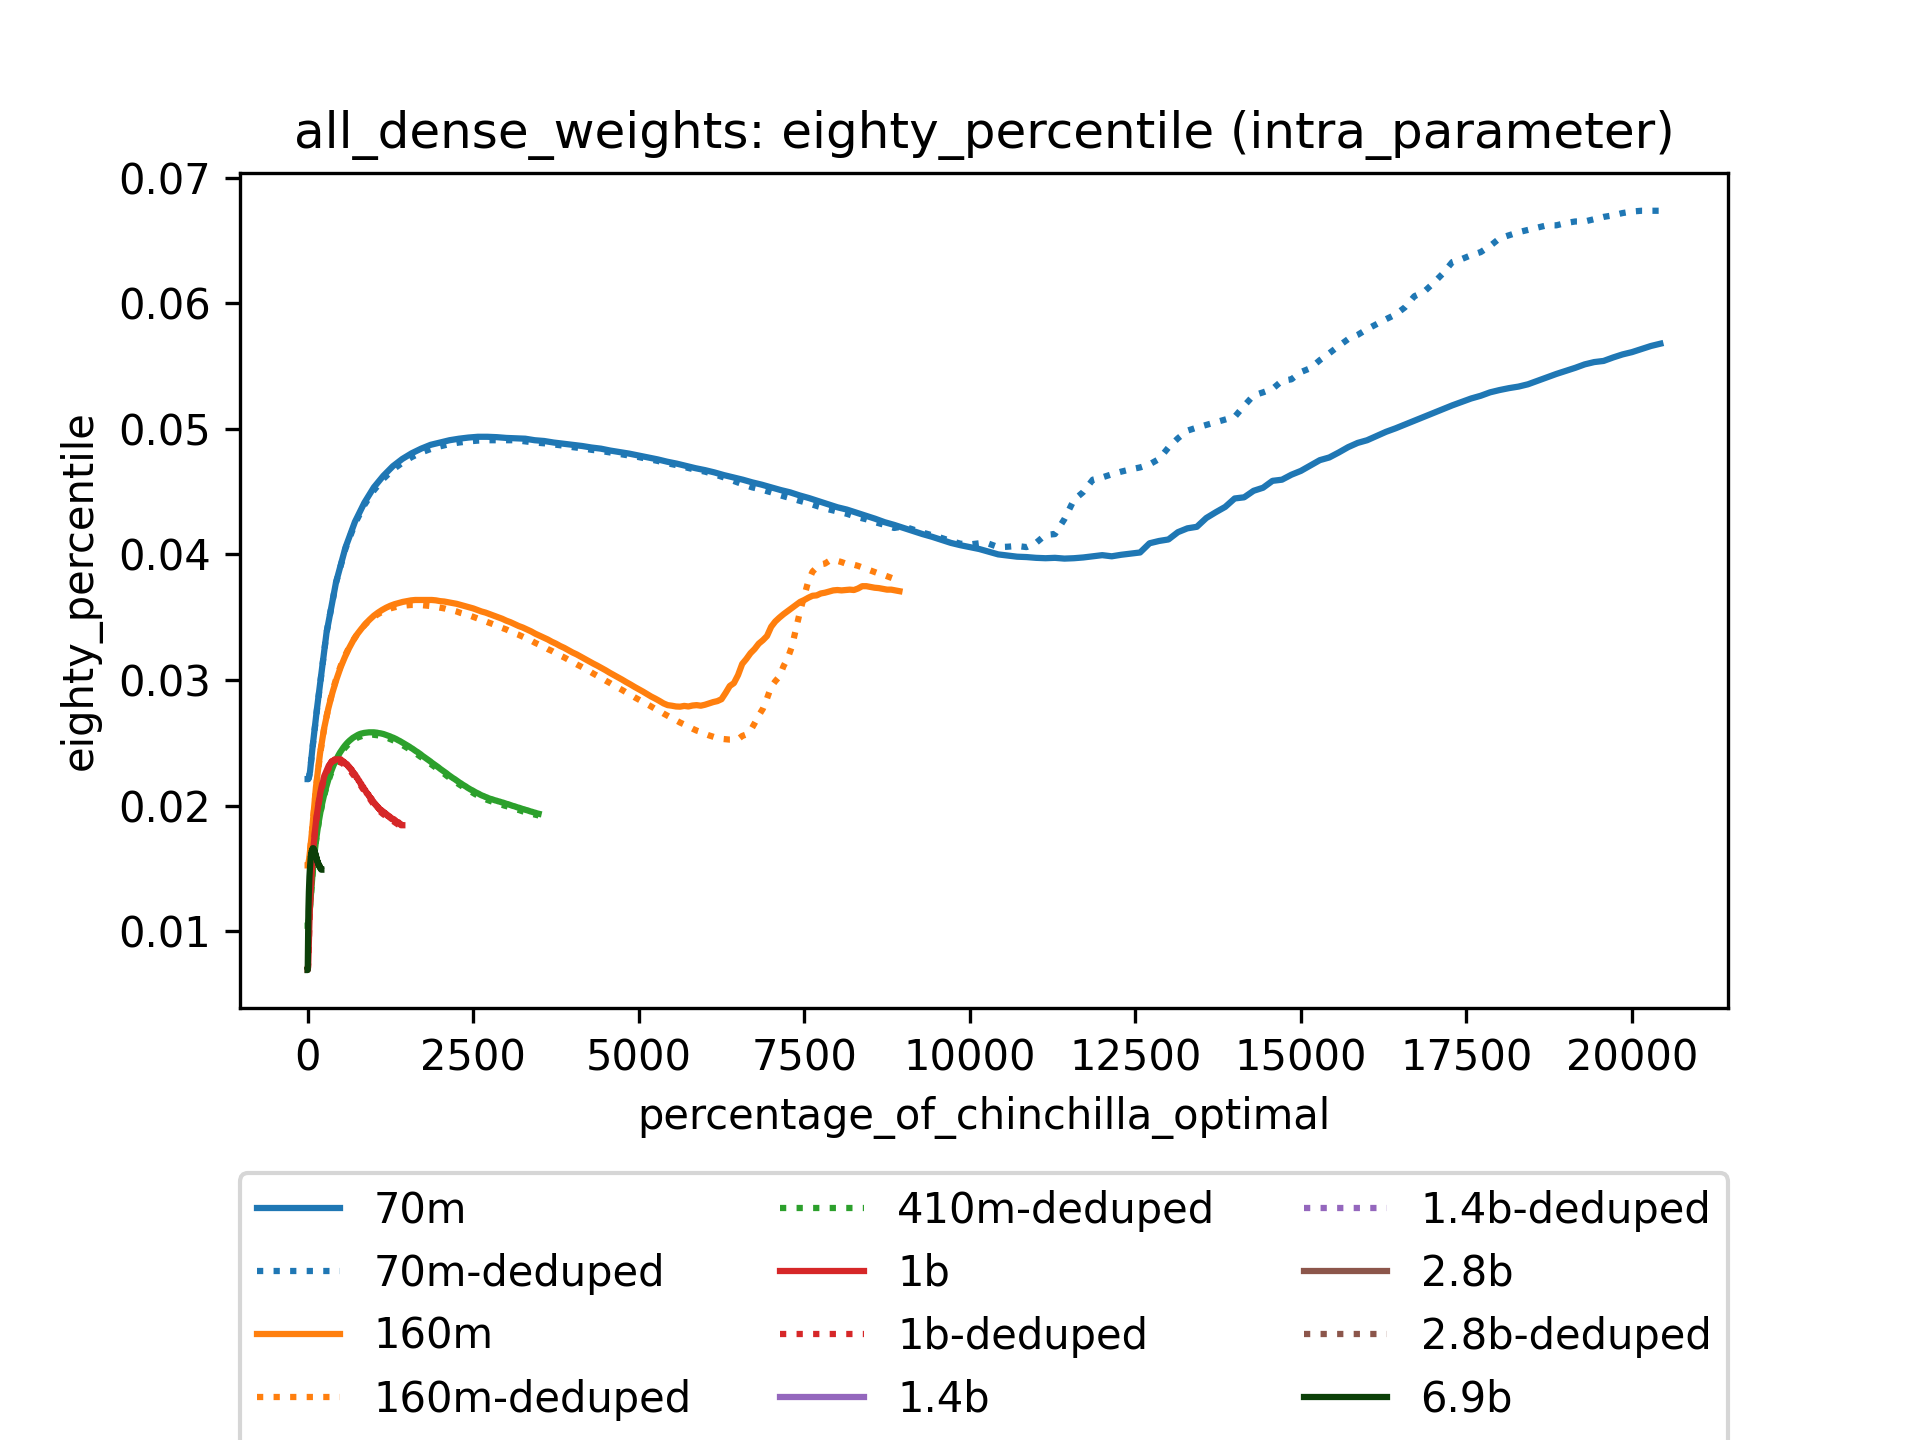 all_dense_weights: eighty_percentile (intra_parameter)
0.07
0.06
0.05
0.04
0.03
0.02
0.01
eighty_percentile
0 2500 5000 7500 10000 12500 15000 17500 20000
percentage_of_chinchilla_optimal
70m 410m-deduped 1.4b-deduped
70m-deduped 1b 2.8b
160m 1b-deduped 2.8b-deduped
160m-deduped 1.4b 6.9b